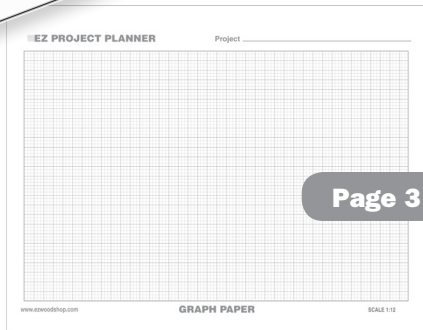 EZ PROJECT PLANNER Project
Page 3
www.ezwoodshop.com GRAPH PAPER SCALE 1:12